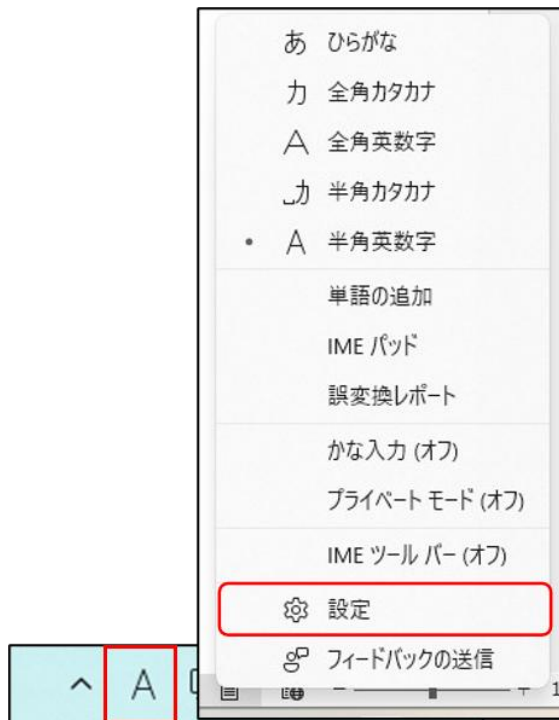 あ ひらがな
カ 全角カタカナ
A 全角英数字
カ 半角カタカナ
A 半角英数字
単語の追加
IME パッド
誤変換レポート
かな入力 (オフ)
プライベート モード (オフ)
IME ツール バー (オフ)
設定
フィードバックの送信
A
1